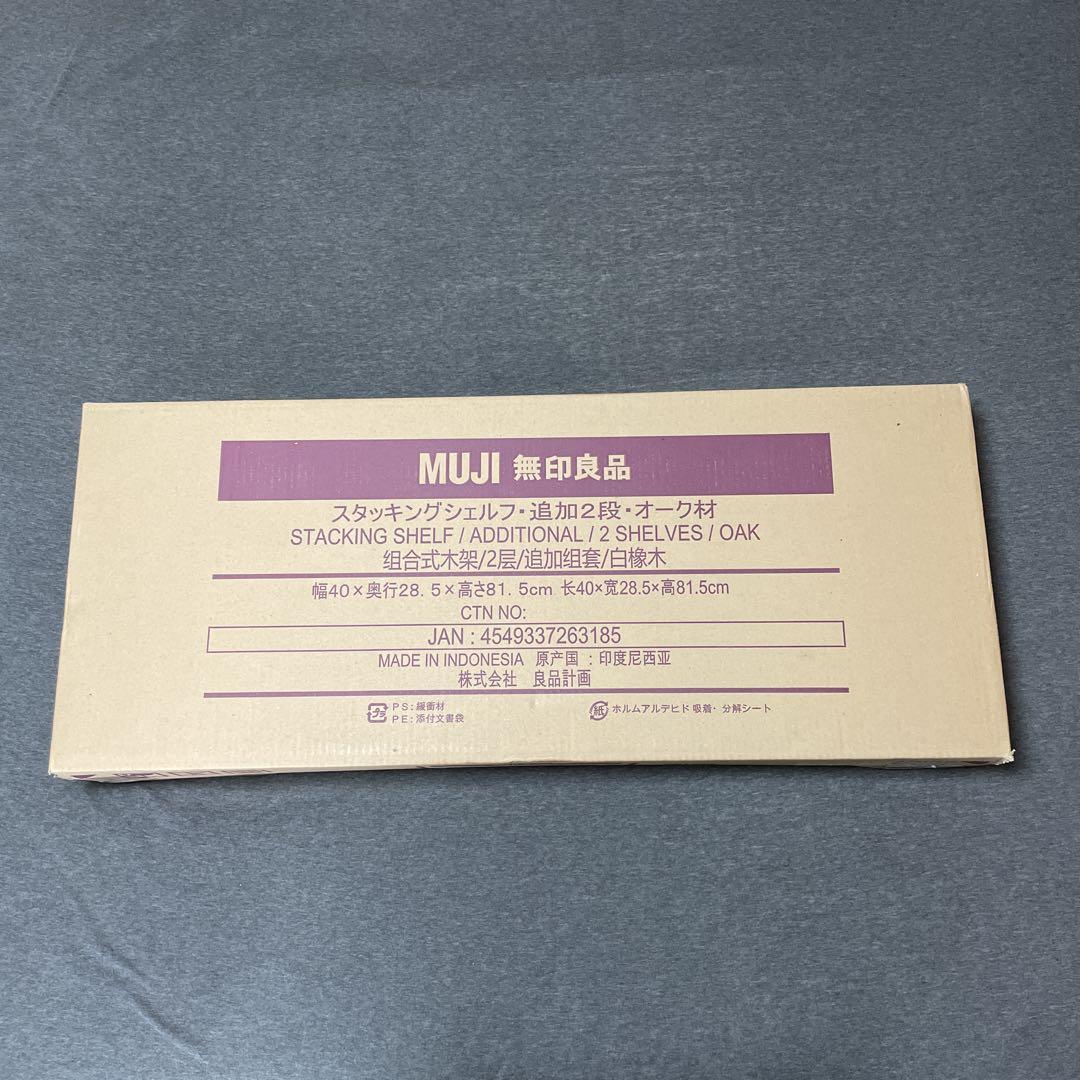 MUJI 無印良品
スタッキングシェルフ・追加2段・オーク材
STACKING SHELF / ADDITIONAL / 2 SHELVES / OAK
组合式木架/2层/追加组套/白橡木
幅40×奥行28.5×高さ81.5cm 长40×宽28.5×高81.5cm
CTN NO:
JAN : 4549337263185
MADE IN INDONESIA 原产国 : 印度尼西亚
株式会社 良品計画
プラ PS:緩衝材
PE:添付文書袋
紙 ホルムアルデヒド 吸着・分解シート